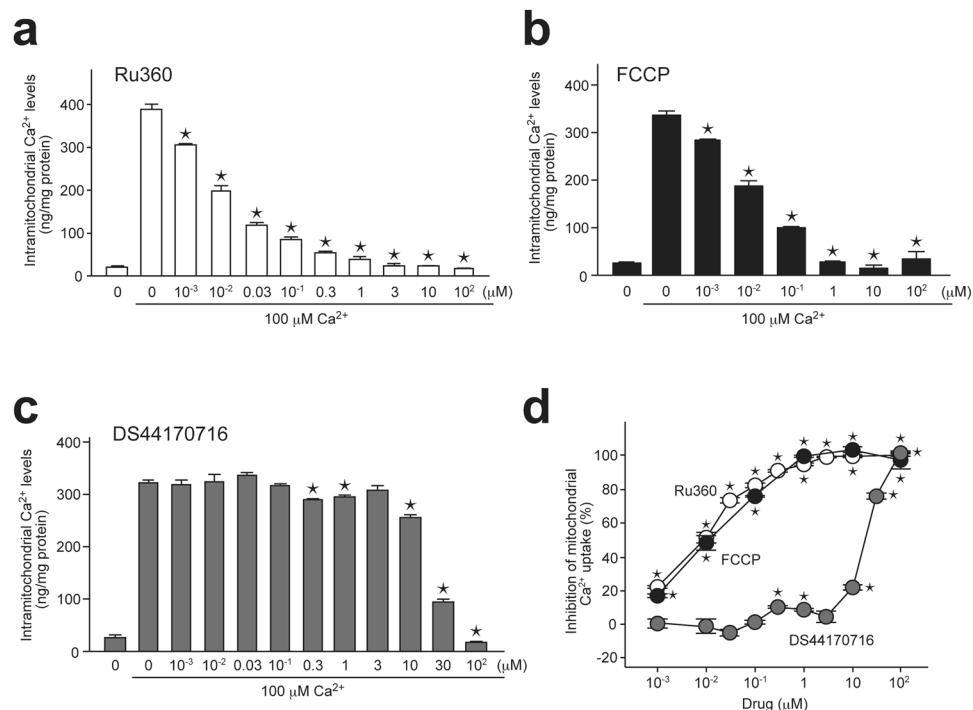 a
Ru360
Intramitochondrial Ca²⁺ levels
(ng/mg protein)
400
300
200
100
0
★ ★ ★ ★ ★ ★ ★ ★ ★
0 0 10⁻³ 10⁻² 0.03 10⁻¹ 0.3 1 3 10 10² (μM)
100 μM Ca²⁺
b
FCCP
Intramitochondrial Ca²⁺ levels
(ng/mg protein)
400
300
200
100
0
★ ★ ★ ★ ★ ★
0 0 10⁻³ 10⁻² 10⁻¹ 1 10 10² (μM)
100 μM Ca²⁺
c
DS44170716
Intramitochondrial Ca²⁺ levels
(ng/mg protein)
400
300
200
100
0
★ ★ ★ ★ ★
0 0 10⁻³ 10⁻² 0.03 10⁻¹ 0.3 1 3 10 30 10² (μM)
100 μM Ca²⁺
d
Inhibition of mitochondrial
Ca²⁺ uptake (%)
100
80
60
40
20
0
-20
Ru360
FCCP
DS44170716
10⁻³ 10⁻² 10⁻¹ 1 10 10²
Drug (μM)